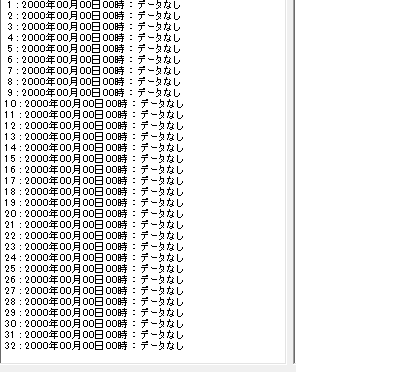 1：2000年00月00日00時：データなし
2：2000年00月00日00時：データなし
3：2000年00月00日00時：データなし
4：2000年00月00日00時：データなし
5：2000年00月00日00時：データなし
6：2000年00月00日00時：データなし
7：2000年00月00日00時：データなし
8：2000年00月00日00時：データなし
9：2000年00月00日00時：データなし
10：2000年00月00日00時：データなし
11：2000年00月00日00時：データなし
12：2000年00月00日00時：データなし
13：2000年00月00日00時：データなし
14：2000年00月00日00時：データなし
15：2000年00月00日00時：データなし
16：2000年00月00日00時：データなし
17：2000年00月00日00時：データなし
18：2000年00月00日00時：データなし
19：2000年00月00日00時：データなし
20：2000年00月00日00時：データなし
21：2000年00月00日00時：データなし
22：2000年00月00日00時：データなし
23：2000年00月00日00時：データなし
24：2000年00月00日00時：データなし
25：2000年00月00日00時：データなし
26：2000年00月00日00時：データなし
27：2000年00月00日00時：データなし
28：2000年00月00日00時：データなし
29：2000年00月00日00時：データなし
30：2000年00月00日00時：データなし
31：2000年00月00日00時：データなし
32：2000年00月00日00時：データなし